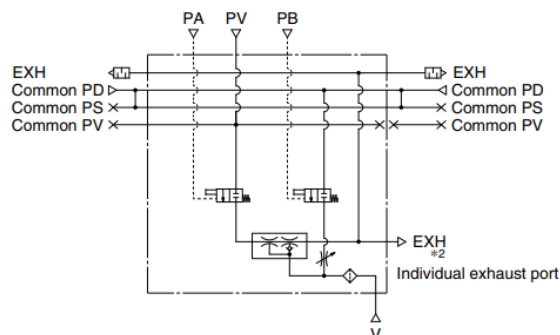 PA PV PB
EXH EXH
Common PD Common PD
Common PS Common PS
Common PV Common PV
EXH
*2
Individual exhaust port
V